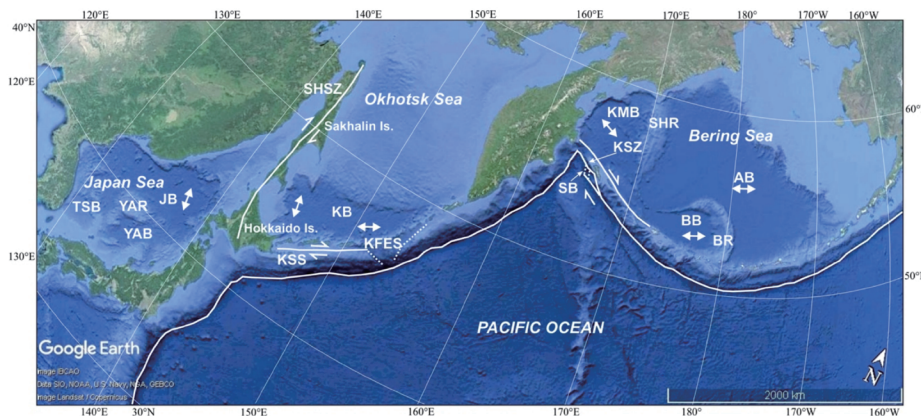 120°E 130°E 140°E 150°E 160°E 170°E 180° 170°W 160°W
40°N
120°E
60°
SHSZ
Okhotsk Sea
KMB
SHR
Bering Sea
Sakhalin Is.
KSZ
Japan Sea
AB
TSB YAR JB
SB
KB
YAB
Hokkaido Is.
BB
BR
KFES
KSS
130°E
50°N
PACIFIC OCEAN
Google Earth
Image IBCAO
Data SIO, NOAA, U.S. Navy, NGA, GEBCO
Image Landsat / Copernicus
N
2000 km
140°E 30°N 150°E 160°E 170°E 180° 170°W 160°W